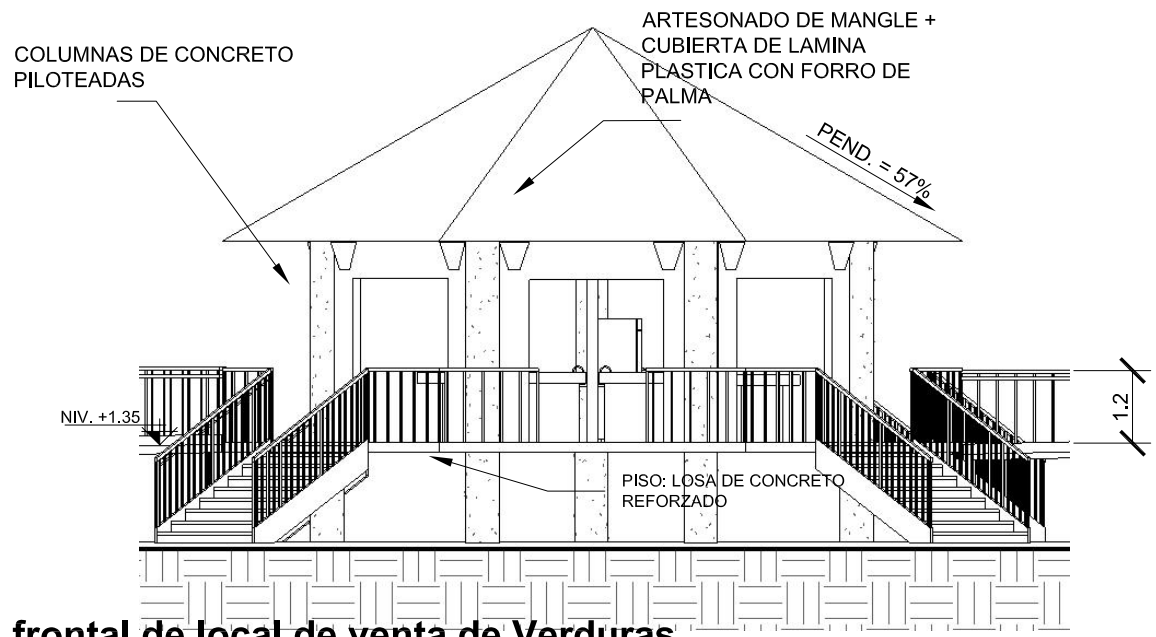 ARTESONADO DE MANGLE +
CUBIERTA DE LAMINA
PLASTICA CON FORRO DE
PALMA
COLUMNAS DE CONCRETO
PILOTEADAS
PEND. = 57%
NIV. +1.35
1.2
PISO: LOSA DE CONCRETO
REFORZADO
frontal de local de venta de Verduras